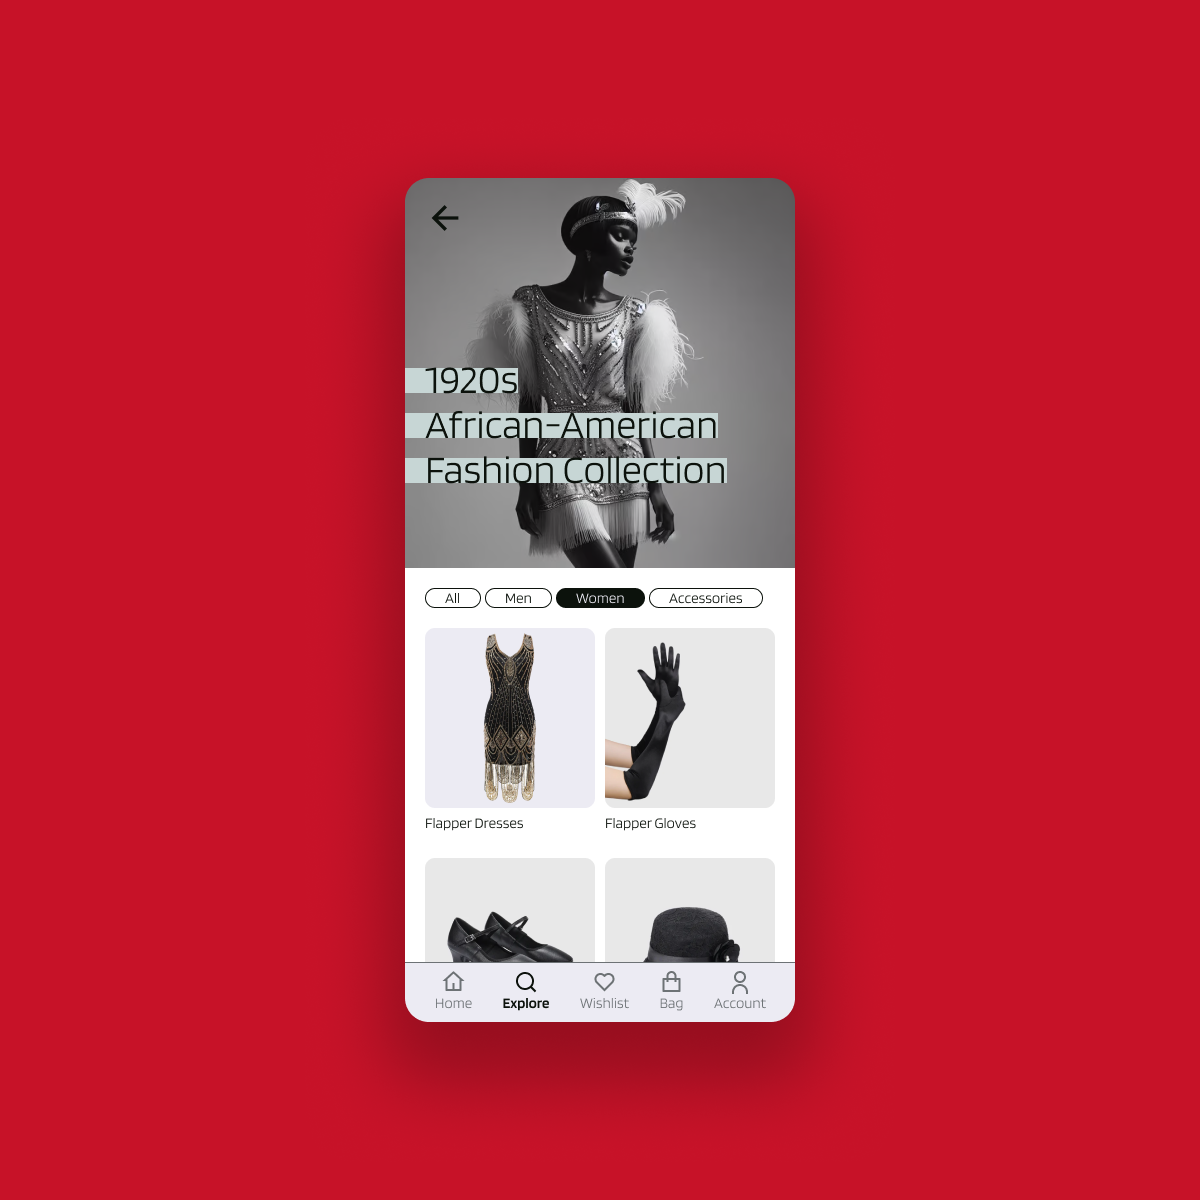 1920s
African-American
Fashion Collection
All Men Women Accessories
Flapper Dresses Flapper Gloves
Home Explore Wishlist Bag Account